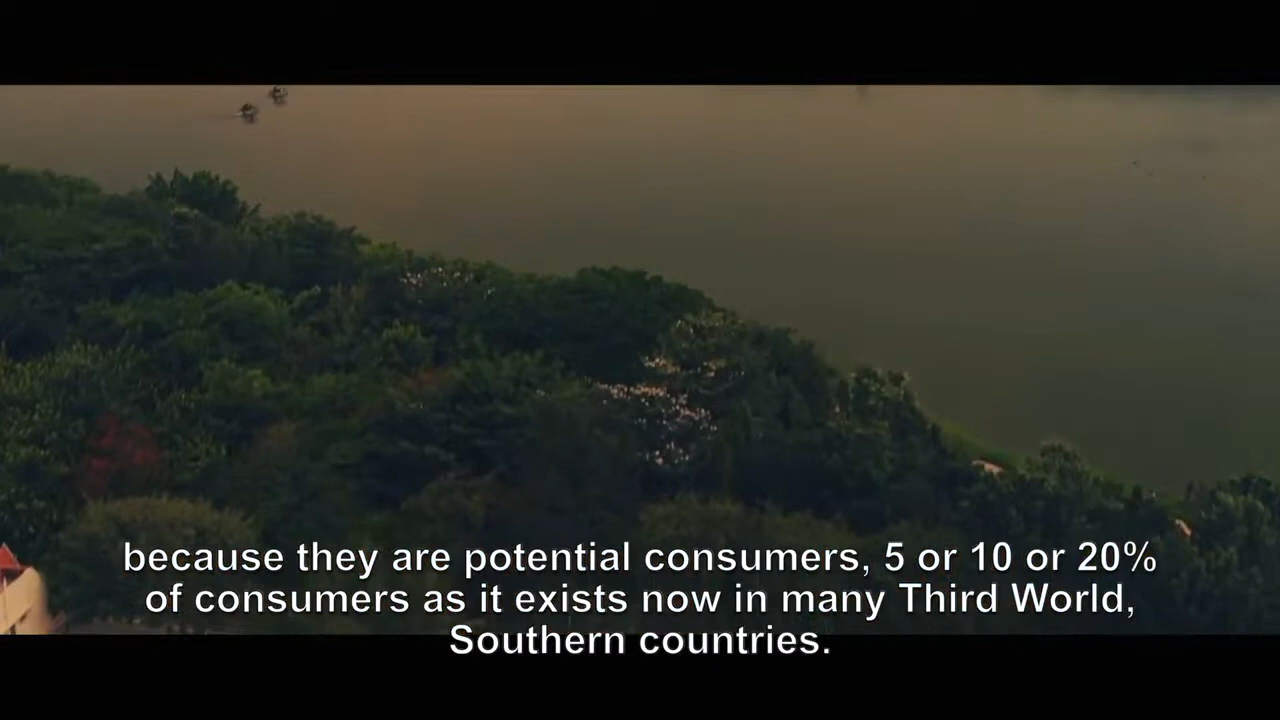 because they are potential consumers, 5 or 10 or 20%
of consumers as it exists now in many Third World,
Southern countries.